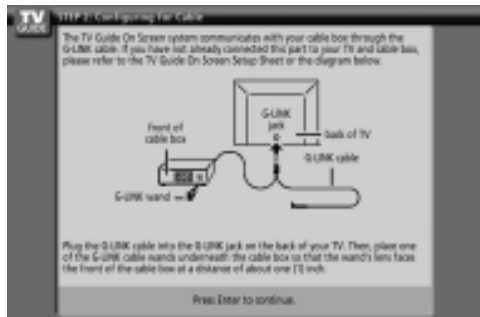 TV
GUIDE
STEP 2: Configuring for Cable
The TV Guide On Screen system communicates with your cable box through the
G-LINK cable. If you have not already connected this part to your TV and cable box,
please refer to the TV Guide On Screen Setup Sheet or the diagram below.
G-LINK
jack
front of
cable box
back of TV
G-LINK cable
G-LINK wand
Plug the G-LINK cable into the G-LINK jack on the back of your TV. Then, place one
of the G-LINK cable wands underneath the cable box so that the wand's lens faces
the front of the cable box at a distance of about one (1) inch.
Press Enter to continue.